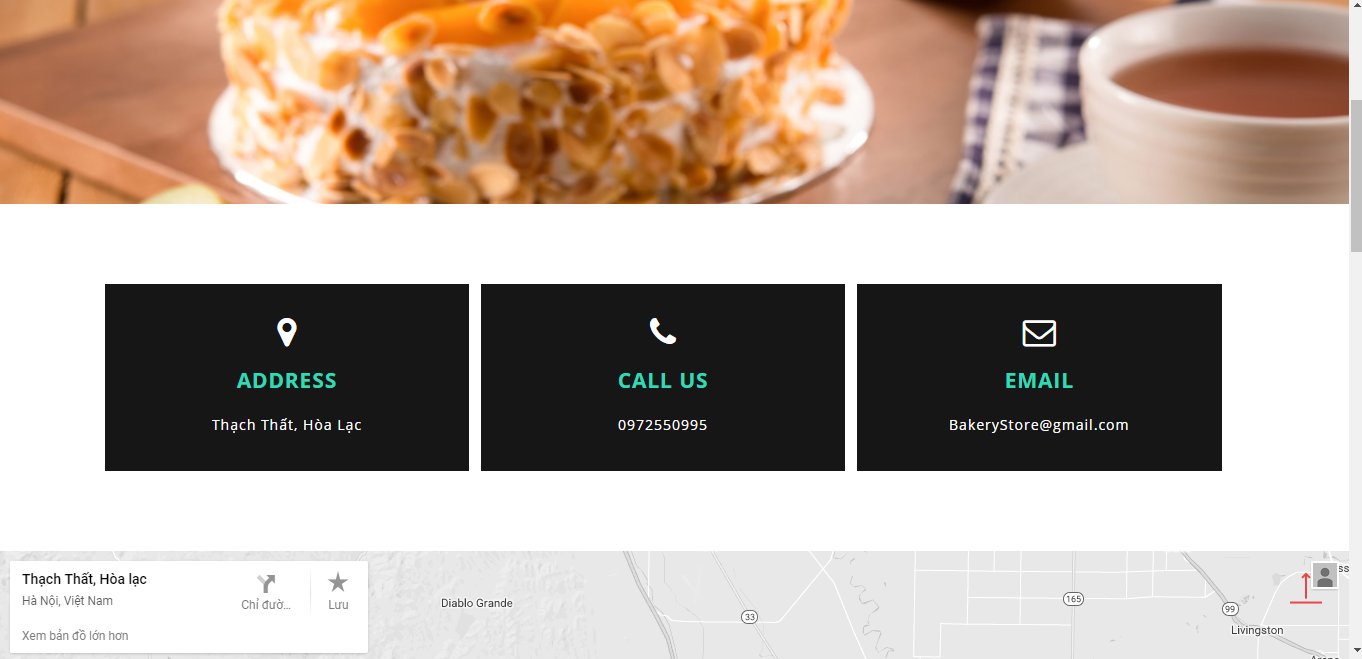 ADDRESS
Thạch Thất, Hòa Lạc
CALL US
0972550995
EMAIL
BakeryStore@gmail.com
Thạch Thất, Hòa lạc
Hà Nội, Việt Nam
Chỉ đườ...
Lưu
Xem bản đồ lớn hơn
Diablo Grande
33
165
99
Livingston